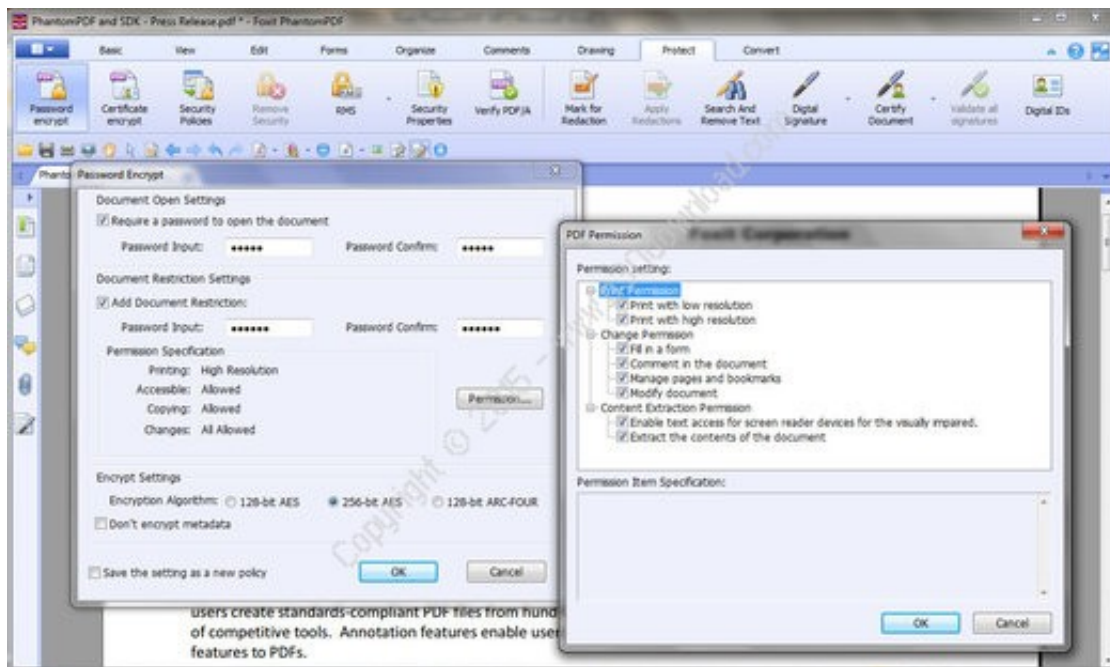 PhantomPDF and SDK - Press Release.pdf * - Foxit PhantomPDF
Basic View Edit Forms Organize Comments Drawing Protect Convert
Password encrypt
Certificate encrypt
Security Policies
Remove Security
RMS
Security Properties
Verify PDF/A
Mark for Redaction
Apply Redactions
Search And Remove Text
Digital Signature
Certify Document
Validate all signatures
Digital IDs
Phanto
Password Encrypt
Document Open Settings
Require a password to open the document
Password Input: ***** Password Confirm: *****
Document Restriction Settings
Add Document Restriction:
Password Input: ****** Password Confirm: ******
Permission Specification
Printing: High Resolution
Accessible: Allowed
Copying: Allowed
Changes: All Allowed
Permission...
Encrypt Settings
Encryption Algorithm: 128-bit AES 256-bit AES 128-bit ARC-FOUR
Don't encrypt metadata
Save the setting as a new policy
OK Cancel
Foxit Corporation
PDF Permission
Permission setting:
Print Permission
Print with low resolution
Print with high resolution
Change Permission
Fill in a form
Comment in the document
Manage pages and bookmarks
Modify document
Content Extraction Permission
Enable text access for screen reader devices for the visually impared.
Extract the contents of the document
Permission Item Specification:
OK Cancel
users create standards-compliant PDF files from hund
of competitive tools. Annotation features enable use
features to PDFs.